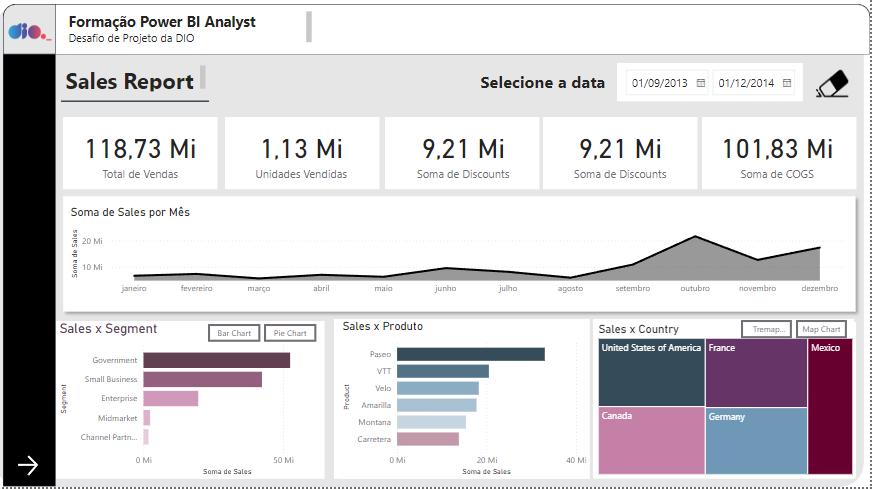 dio.
Formação Power BI Analyst
Desafio de Projeto da DIO
Sales Report
Selecione a data
01/09/2013
01/12/2014
118,73 Mi
Total de Vendas
1,13 Mi
Unidades Vendidas
9,21 Mi
Soma de Discounts
9,21 Mi
Soma de Discounts
101,83 Mi
Soma de COGS
Soma de Sales por Mês
Soma de Sales
20 Mi
10 Mi
janeiro
fevereiro
março
abril
maio
junho
julho
agosto
setembro
outubro
novembro
dezembro
Sales x Segment
Bar Chart
Pie Chart
Segment
Government
Small Business
Enterprise
Midmarket
Channel Partn...
0 Mi
50 Mi
Soma de Sales
Sales x Produto
Product
Paseo
VTT
Velo
Amarilla
Montana
Carretera
0 Mi
20 Mi
40 Mi
Soma de Sales
Sales x Country
Tremap...
Map Chart
United States of America
France
Mexico
Canada
Germany